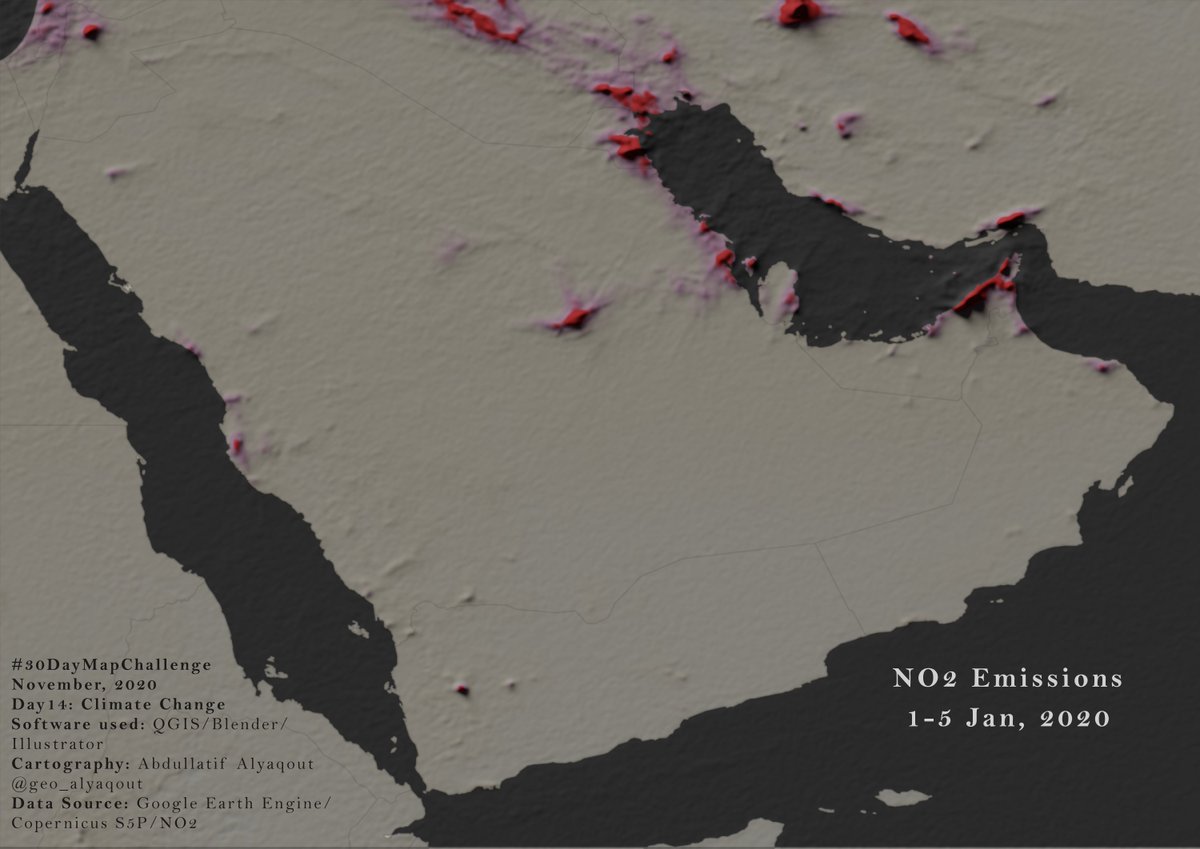 #30DayMapChallenge
November, 2020
Day14: Climate Change
Software used: QGIS/Blender/
Illustrator
Cartography: Abdullatif Alyaqout
@geo_alyaqout
Data Source: Google Earth Engine/
Copernicus S5P/NO2
NO2 Emissions
1-5 Jan, 2020